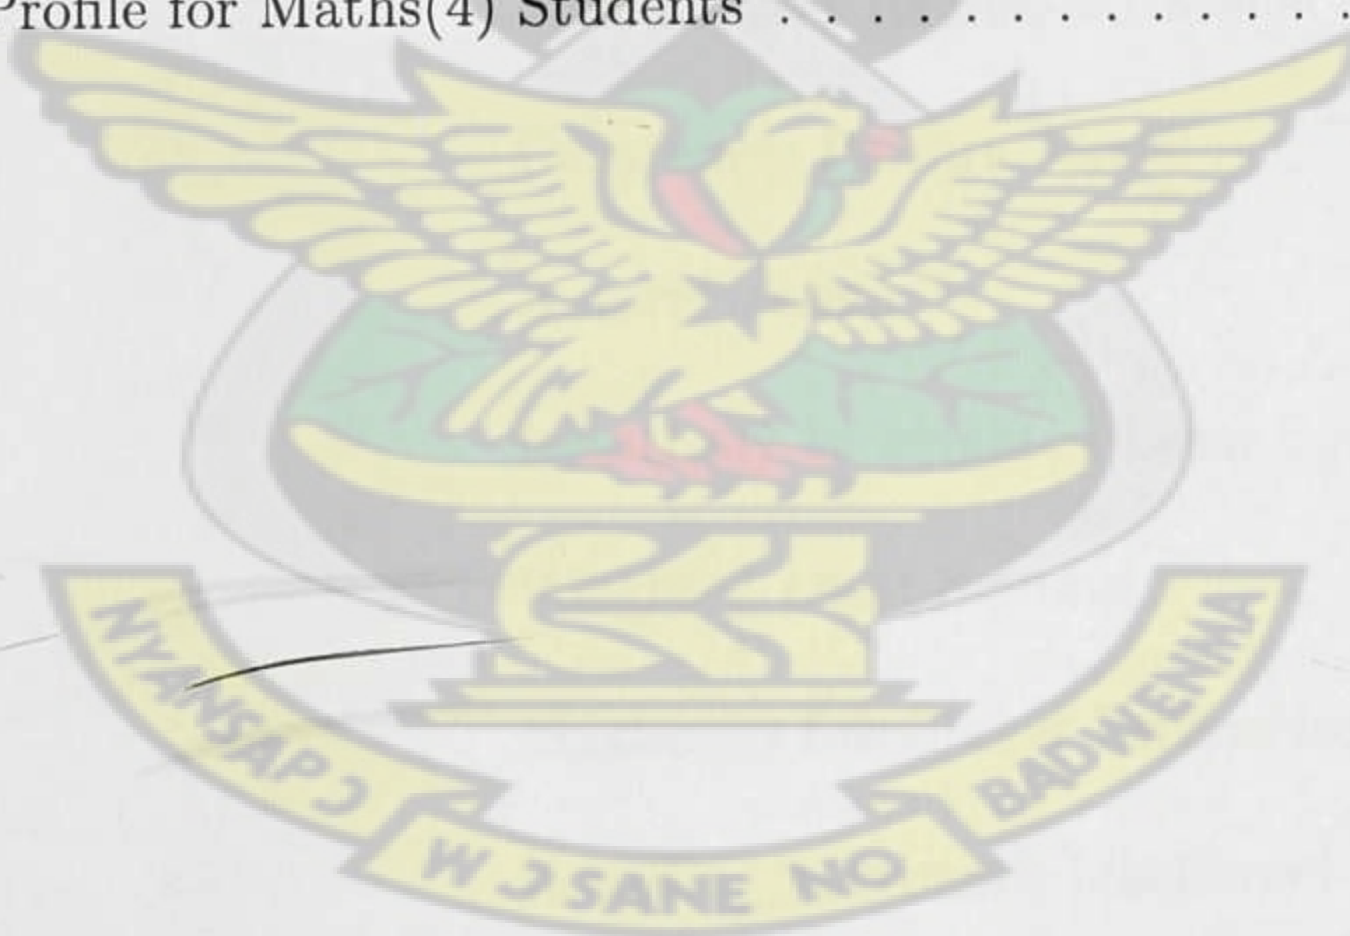 Profile for Maths(4) Students . . . . . . . . . . . . .
NYANSAPƆ
WƆSANE NO
BADWENMA